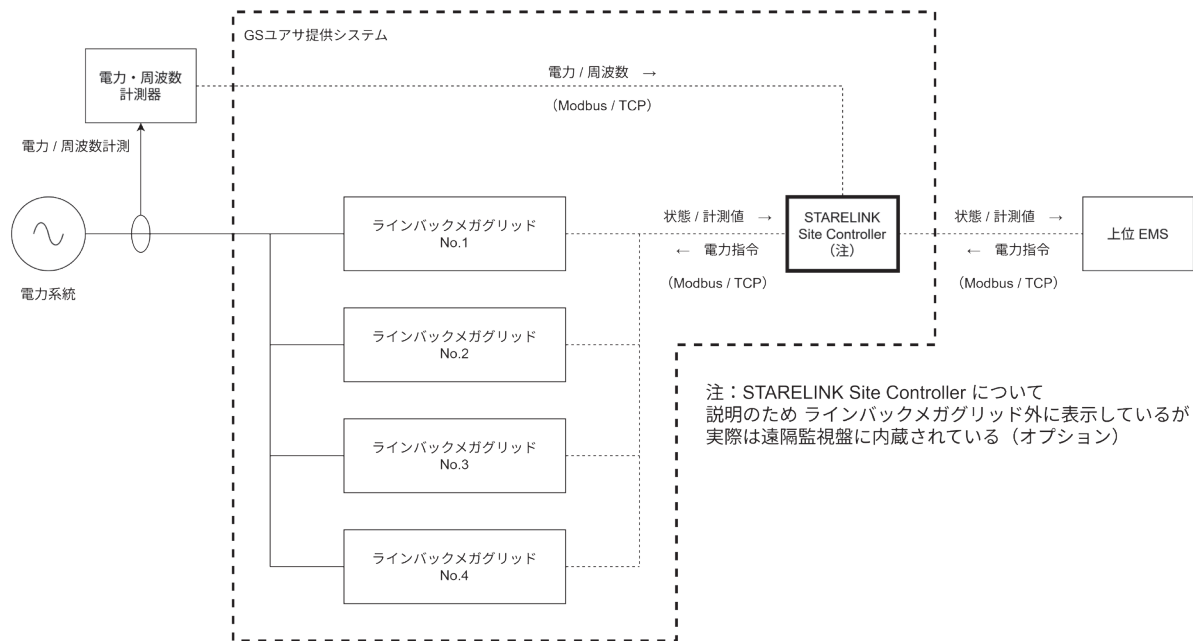 GSユアサ提供システム
電力・周波数
計測器
電力 / 周波数 →
（Modbus / TCP）
電力 / 周波数計測
電力系統
ラインバックメガグリッド
No.1
ラインバックメガグリッド
No.2
ラインバックメガグリッド
No.3
ラインバックメガグリッド
No.4
状態 / 計測値 →
← 電力指令
（Modbus / TCP）
STARELINK
Site Controller
（注）
状態 / 計測値 →
← 電力指令
（Modbus / TCP）
上位 EMS
注：STARELINK Site Controller について
説明のため ラインバックメガグリッド外に表示しているが
実際は遠隔監視盤に内蔵されている（オプション）